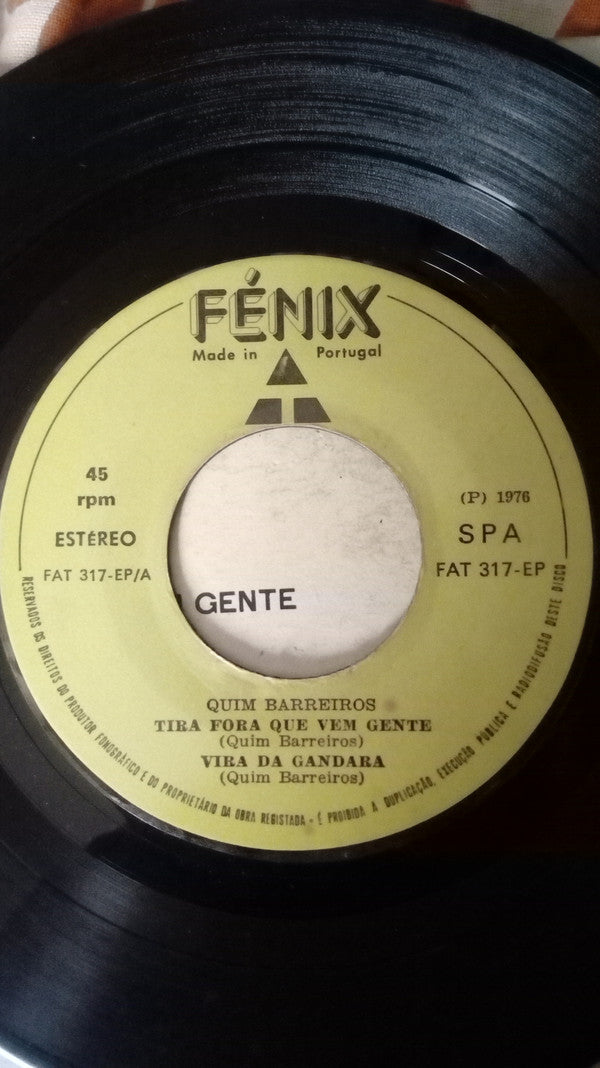 FÉNIX
Made in Portugal
45
rpm
ESTÉREO
FAT 317-EP/A
(P) 1976
SPA
FAT 317-EP
GENTE
QUIM BARREIROS
TIRA FORA QUE VEM GENTE
(Quim Barreiros)
VIRA DA GANDARA
(Quim Barreiros)
RESERVADOS OS DIREITOS DO PRODUTOR FONOGRÁFICO E DO PROPRIETÁRIO DA OBRA REGISTADA - É PROIBIDA A DUPLICAÇÃO, EXECUÇÃO PÚBLICA E RADIODIFUSÃO DESTE DISCO